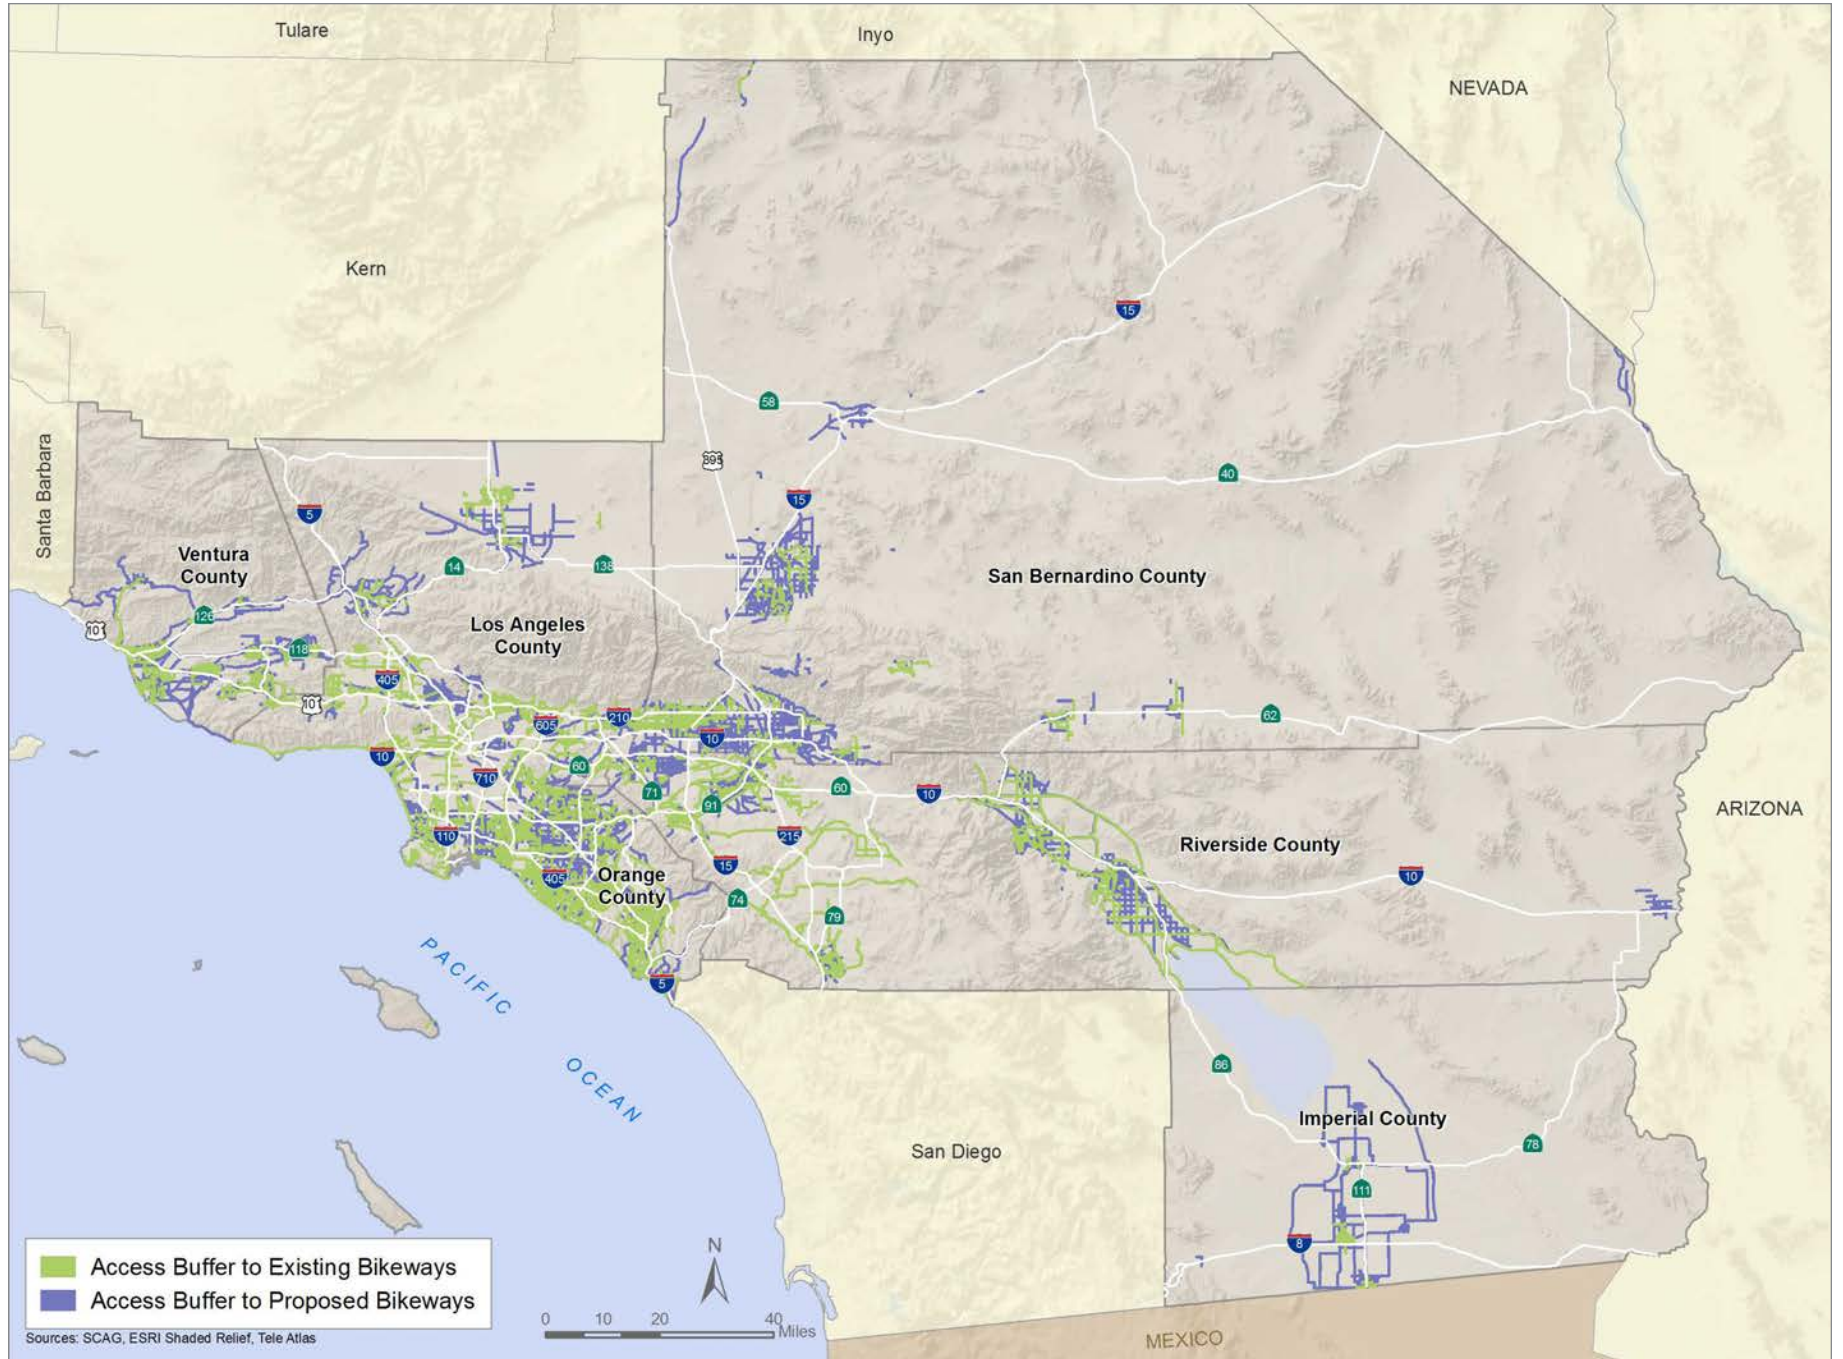 Tulare
Inyo
NEVADA
Kern
15
58
395
40
Santa Barbara
5
15
Ventura
County
14
138
San Bernardino County
126
101
Los Angeles
County
118
405
101
62
605
210
10
10
60
710
71
91
60
10
ARIZONA
110
215
Riverside County
15
10
405
Orange
County
74
79
5
PACIFIC
OCEAN
86
Imperial County
78
San Diego
111
8
N
Access Buffer to Existing Bikeways
Access Buffer to Proposed Bikeways
Sources: SCAG, ESRI Shaded Relief, Tele Atlas
0 10 20 40
Miles
MEXICO